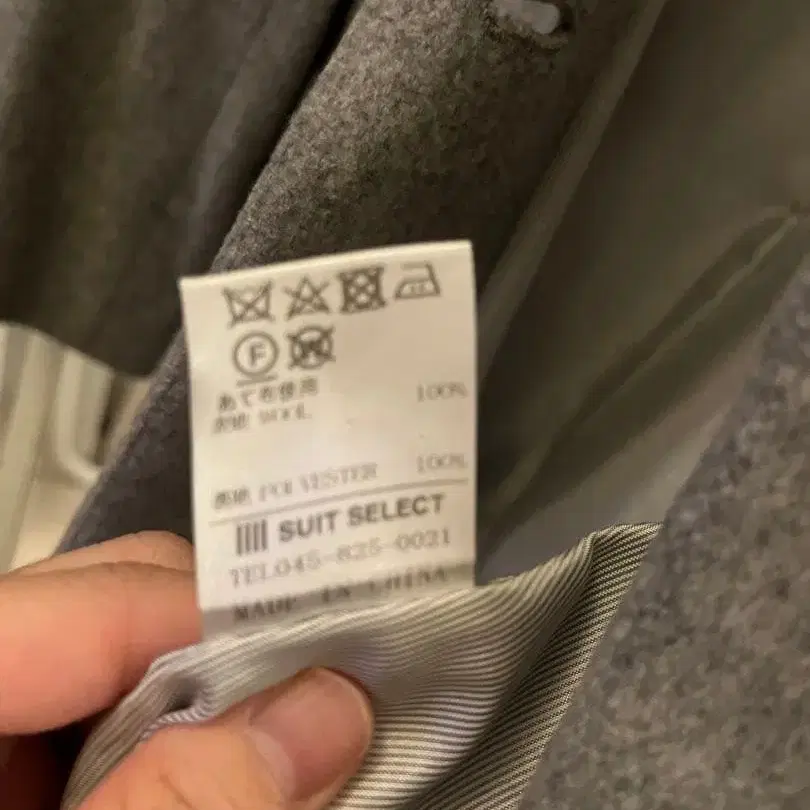 F
W
あて布使用
表地 WOOL 100%
裏地 POLYESTER 100%
SUIT SELECT
TEL045-825-0021
MADE IN CHINA